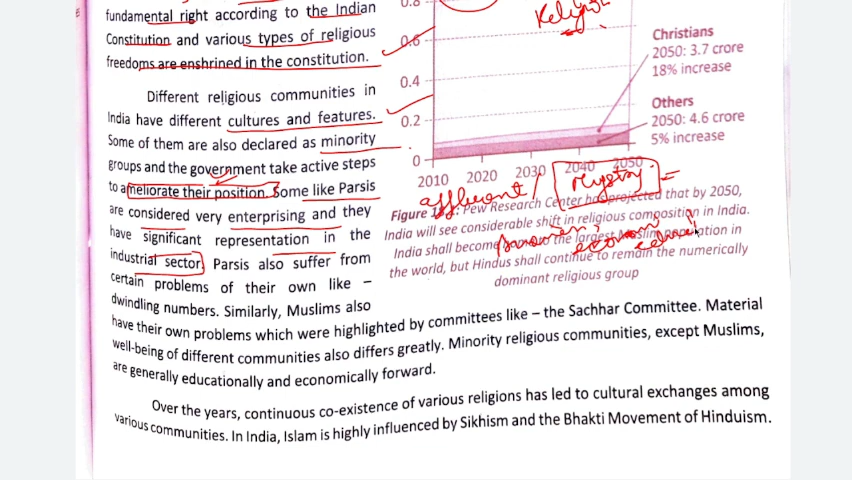 fundamental right according to the Indian
Constitution and various types of religious
freedoms are enshrined in the constitution.
Different religious communities in
India have different cultures and features.
Some of them are also declared as minority
groups and the government take active steps
to ameliorate their position. Some like Parsis
are considered very enterprising and they
have significant representation in the
industrial sector. Parsis also suffer from
certain problems of their own like –
dwindling numbers. Similarly, Muslims also
have their own problems which were highlighted by committees like – the Sachhar Committee. Material
well-being of different communities also differs greatly. Minority religious communities, except Muslims,
are generally educationally and economically forward.
Over the years, continuous co-existence of various religions has led to cultural exchanges among
various communities. In India, Islam is highly influenced by Sikhism and the Bhakti Movement of Hinduism.
0.8
0.6
0.4
0.2
0
2010 2020 2030 2040 2050
Religion
Christians
2050: 3.7 crore
18% increase
Others
2050: 4.6 crore
5% increase
affluent /
Figure Pew Research Center has projected that by 2050,
India will see considerable shift in religious composition in India.
India shall become the largest Muslim population in
the world, but Hindus shall continue to remain the numerically
dominant religious group